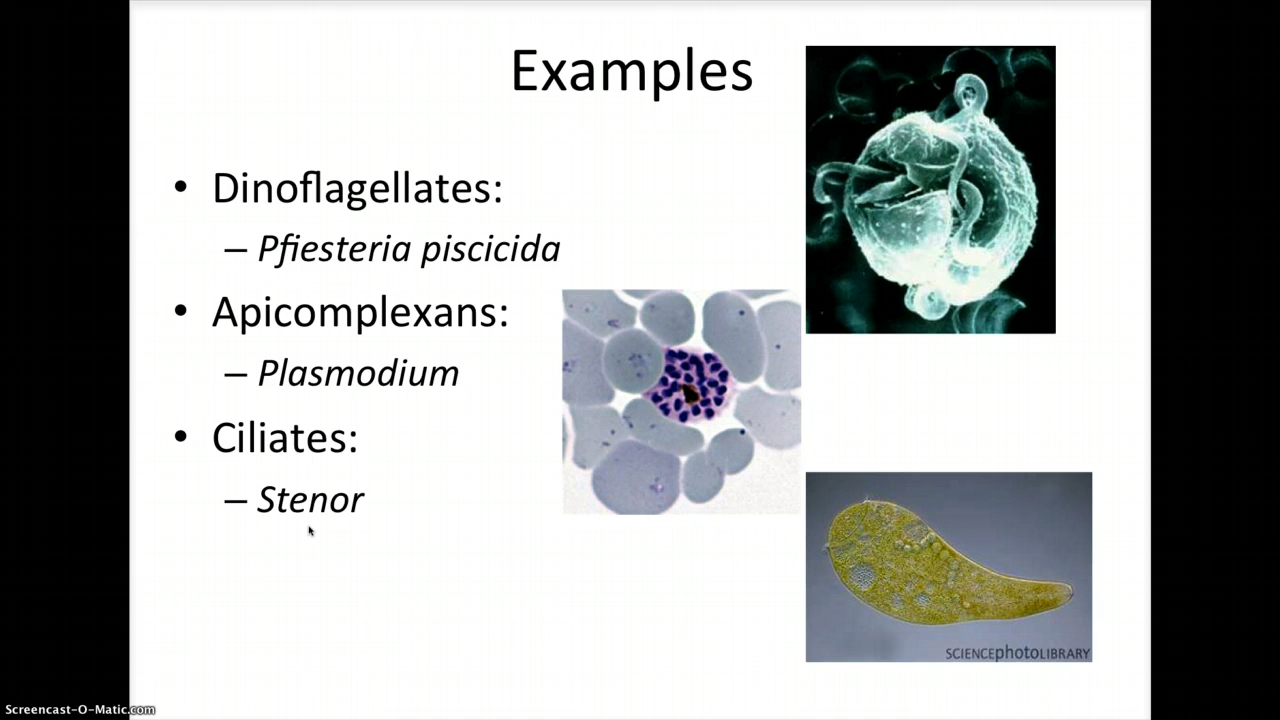 Examples
• Dinoflagellates:
– Pfiesteria piscicida
• Apicomplexans:
– Plasmodium
• Ciliates:
– Stenor
SCIENCEphotoLIBRARY
Screencast-O-Matic.com